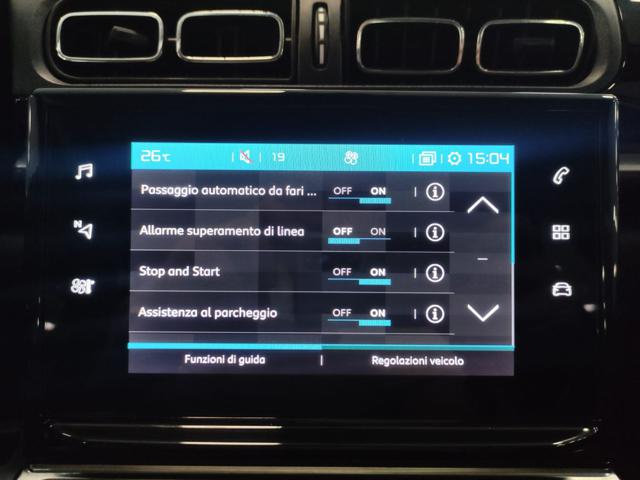 26°C 19 15:04
Passaggio automatico da fari ... OFF ON
Allarme superamento di linea OFF ON
Stop and Start OFF ON
Assistenza al parcheggio OFF ON
Funzioni di guida Regolazioni veicolo
N